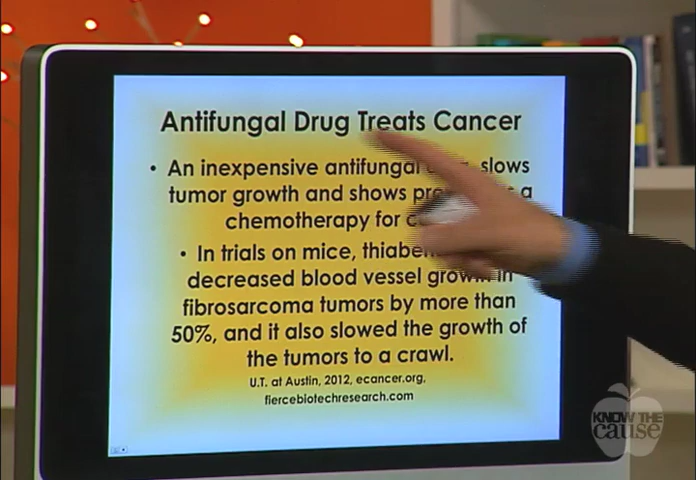 Antifungal Drug Treats Cancer
• An inexpensive antifungal slows
tumor growth and shows a
chemotherapy for
• In trials on mice,
decreased blood vessel growth in
fibrosarcoma tumors by more than
50%, and it also slowed the growth of
the tumors to a crawl.
U.T. at Austin, 2012, ecancer.org,
fiercebiotechresearch.com
KNOW THE
cause